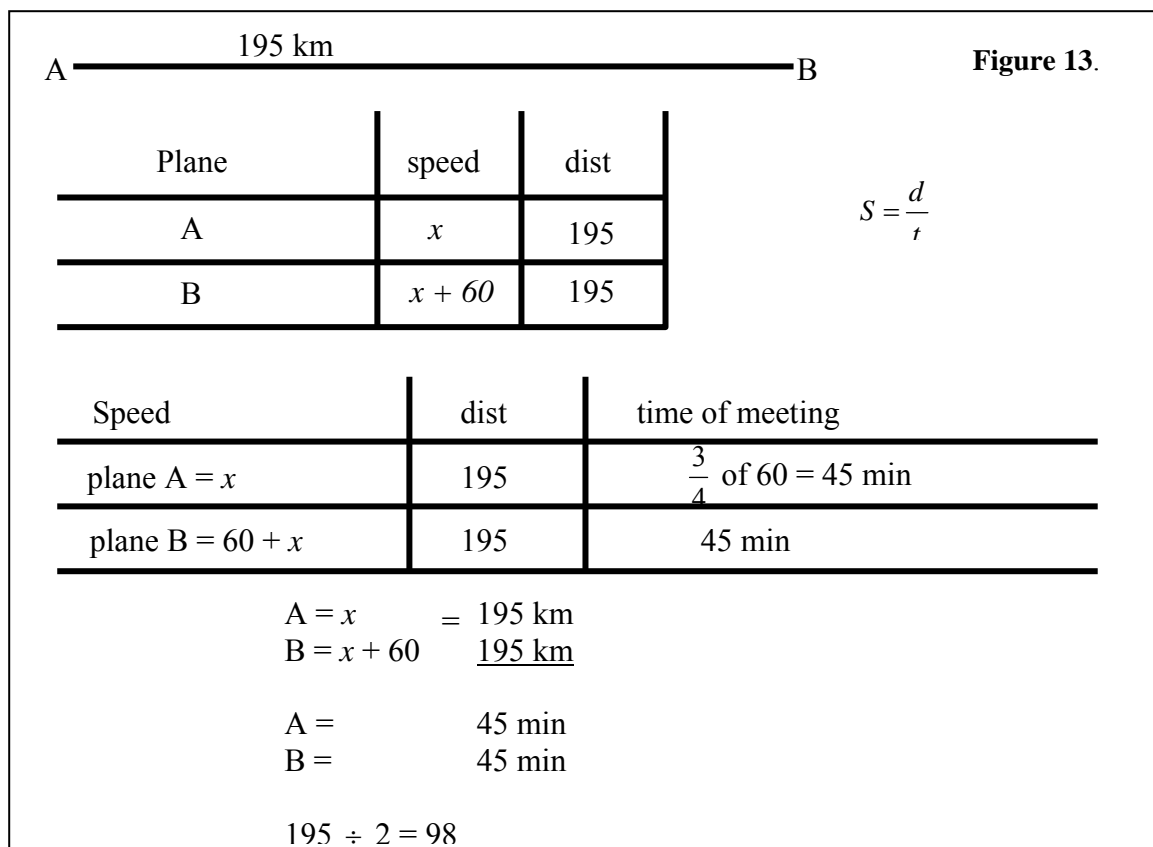 195 km
A B
Figure 13.
Plane speed dist
A x 195
B x + 60 195
S = d/t
Speed dist time of meeting
plane A = x 195 3/4 of 60 = 45 min
plane B = 60 + x 195 45 min
A = x = 195 km
B = x + 60 195 km
A = 45 min
B = 45 min
195 ÷ 2 = 98